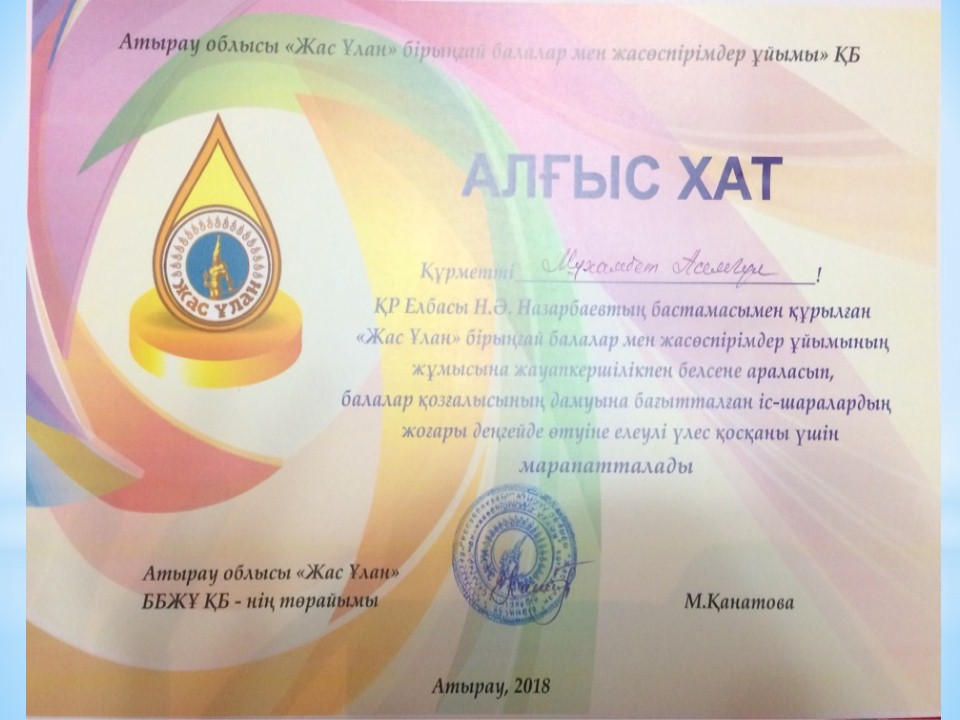 Атырау облысы «Жас Ұлан» бірыңғай балалар мен жасөспірімдер ұйымы» ҚБ
АЛҒЫС ХАТ
жас ұлан
Құрметті Мұхамбет Аселгүл !
ҚР Елбасы Н.Ә. Назарбаевтың бастамасымен құрылған
«Жас Ұлан» бірыңғай балалар мен жасөспірімдер ұйымының
жұмысына жауапкершілікпен белсене араласып,
балалар қозғалысының дамуына бағытталған іс-шаралардың
жоғары деңгейде өтуіне елеулі үлес қосқаны үшін
марапатталады
Атырау облысы «Жас Ұлан»
ББЖҰ ҚБ - нің төрайымы
М.Қанатова
Атырау, 2018